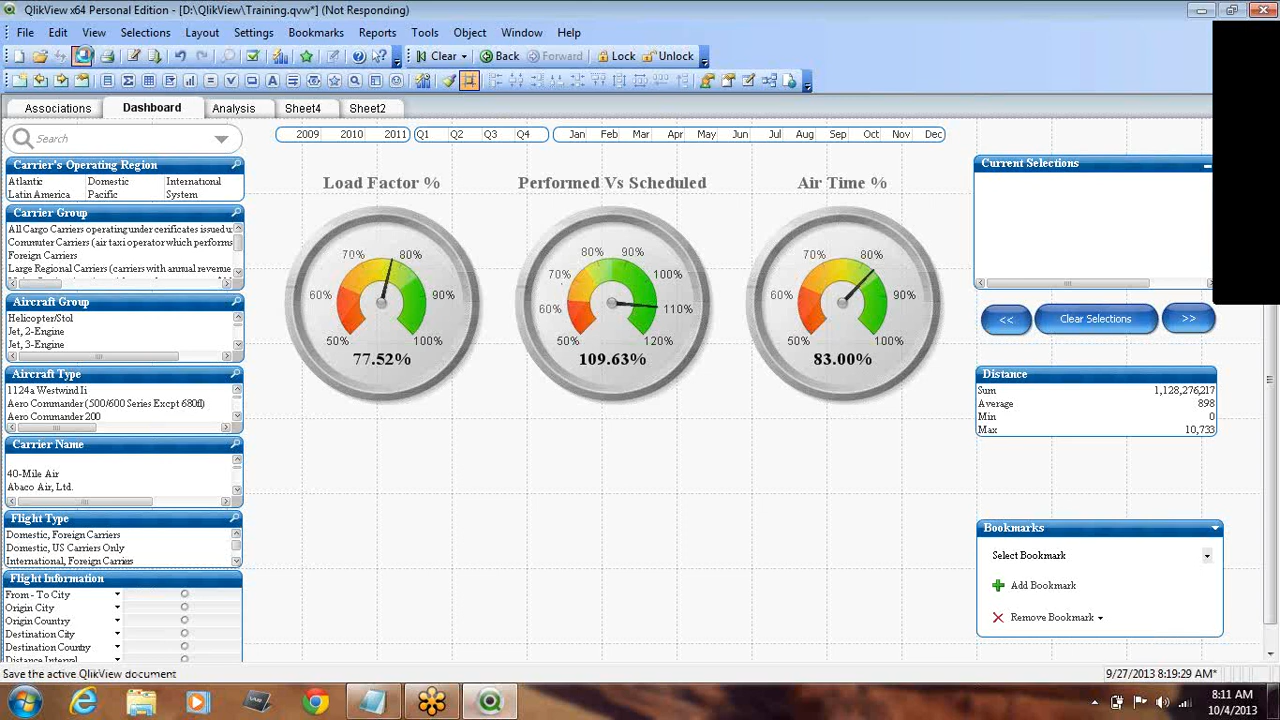 QlikView x64 Personal Edition - [D:\QlikView\Training.qvw*] (Not Responding)
File Edit View Selections Layout Settings Bookmarks Reports Tools Object Window Help
Clear Back Forward Lock Unlock
Associations Dashboard Analysis Sheet4 Sheet2
Search
2009 2010 2011 Q1 Q2 Q3 Q4 Jan Feb Mar Apr May Jun Jul Aug Sep Oct Nov Dec
Carrier's Operating Region
Atlantic Domestic International
Latin America Pacific System
Carrier Group
All Cargo Carriers operating under cerificates issued u
Commuter Carriers (air taxi operator which performs
Foreign Carriers
Large Regional Carriers (carriers with annual revenue
Aircraft Group
Helicopter/Stol
Jet, 2-Engine
Jet, 3-Engine
Aircraft Type
1124a Westwind Ii
Aero Commander (500/600 Series Excpt 680fl)
Aero Commander 200
Carrier Name
40-Mile Air
Abaco Air, Ltd.
Flight Type
Domestic, Foreign Carriers
Domestic, US Carriers Only
International, Foreign Carriers
Flight Information
From - To City
Origin City
Origin Country
Destination City
Destination Country
Distance Interval
Load Factor %
50% 60% 70% 80% 90% 100%
77.52%
Performed Vs Scheduled
50% 60% 70% 80% 90% 100% 110% 120%
109.63%
Air Time %
50% 60% 70% 80% 90% 100%
83.00%
Current Selections
<< Clear Selections >>
Distance
Sum 1,128,276,217
Average 898
Min 0
Max 10,733
Bookmarks
Select Bookmark
Add Bookmark
Remove Bookmark
Save the active QlikView document
9/27/2013 8:19:29 AM*
8:11 AM
10/4/2013